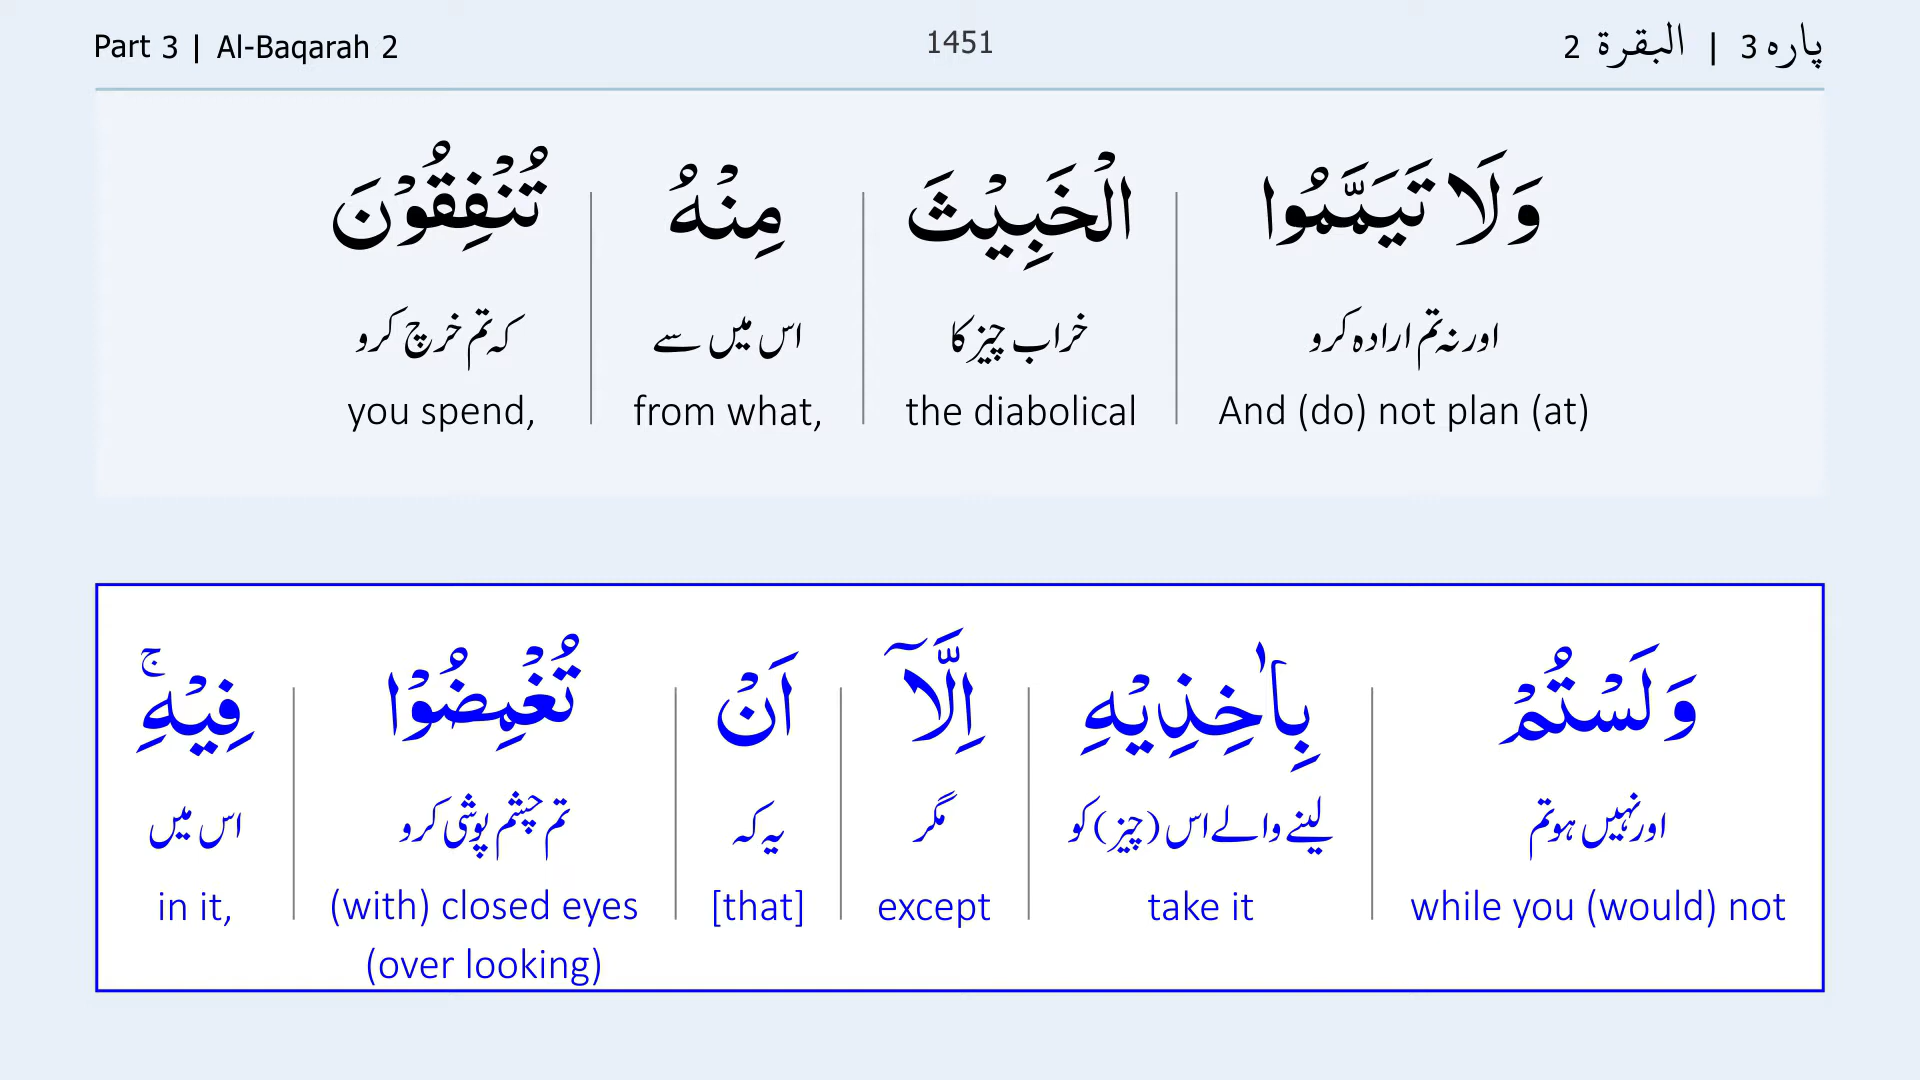 Part 3 | Al-Baqarah 2 1451 پاره 3 | البقرة 2
وَلَا تَيَمَّمُوا الْخَبِيْثَ مِنْهُ تُنْفِقُوْنَ
اور نہ تم ارادہ کرو خراب چیز کا اس میں سے کہ تم خرچ کرو
And (do) not plan (at) the diabolical from what, you spend,
وَلَسْتُمْ بِاٰخِذِيْهِ اِلَّاۤ اَنْ تُغْمِضُوْا فِيْهِ ۚ
اور نہیں ہو تم لینے والے اس (چیز) کو مگر یہ کہ تم چشم پوشی کرو اس میں
while you (would) not take it except [that] (with) closed eyes in it,
(over looking)